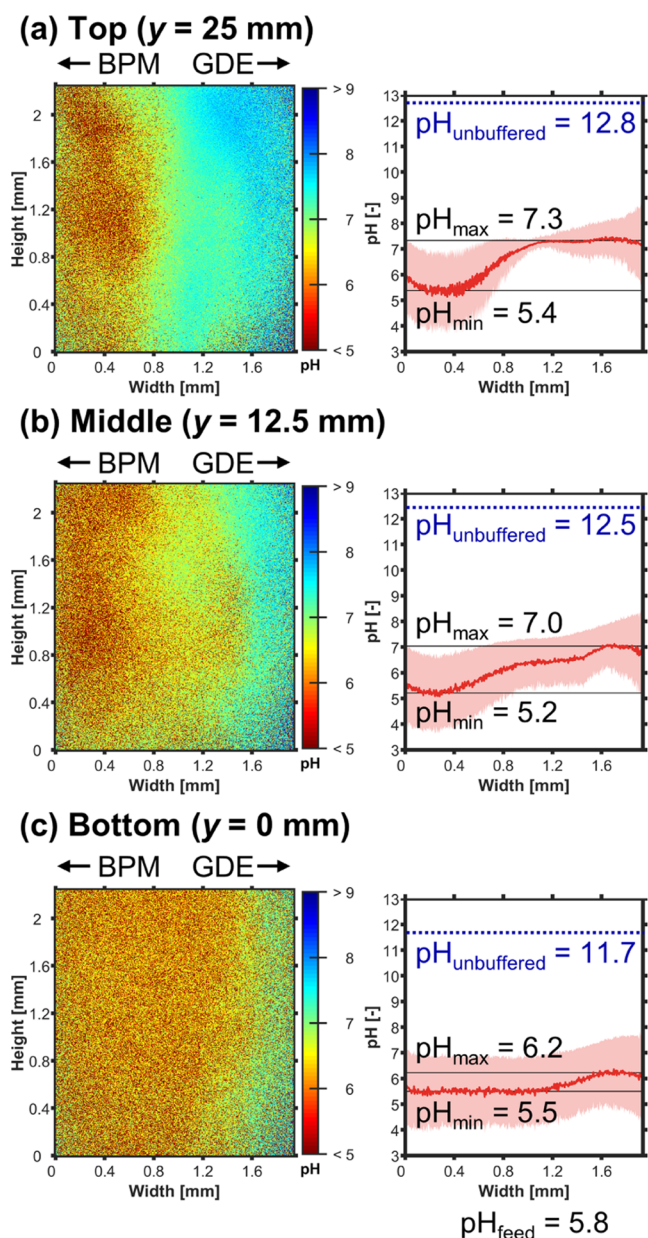 (a) Top (y = 25 mm)
← BPM GDE →
2
1.6
1.2
0.8
0.4
0
Height [mm]
0 0.4 0.8 1.2 1.6
Width [mm]
> 9
8
7
6
< 5
pH
13
12
11
10
9
8
7
6
5
4
3
pH [-]
pHunbuffered = 12.8
pHmax = 7.3
pHmin = 5.4
0 0.4 0.8 1.2 1.6
Width [mm]
(b) Middle (y = 12.5 mm)
← BPM GDE →
2
1.6
1.2
0.8
0.4
0
Height [mm]
0 0.4 0.8 1.2 1.6
Width [mm]
> 9
8
7
6
< 5
pH
13
12
11
10
9
8
7
6
5
4
3
pH [-]
pHunbuffered = 12.5
pHmax = 7.0
pHmin = 5.2
0 0.4 0.8 1.2 1.6
Width [mm]
(c) Bottom (y = 0 mm)
← BPM GDE →
2
1.6
1.2
0.8
0.4
0
Height [mm]
0 0.4 0.8 1.2 1.6
Width [mm]
> 9
8
7
6
< 5
pH
13
12
11
10
9
8
7
6
5
4
3
pH [-]
pHunbuffered = 11.7
pHmax = 6.2
pHmin = 5.5
0 0.4 0.8 1.2 1.6
Width [mm]
pHfeed = 5.8